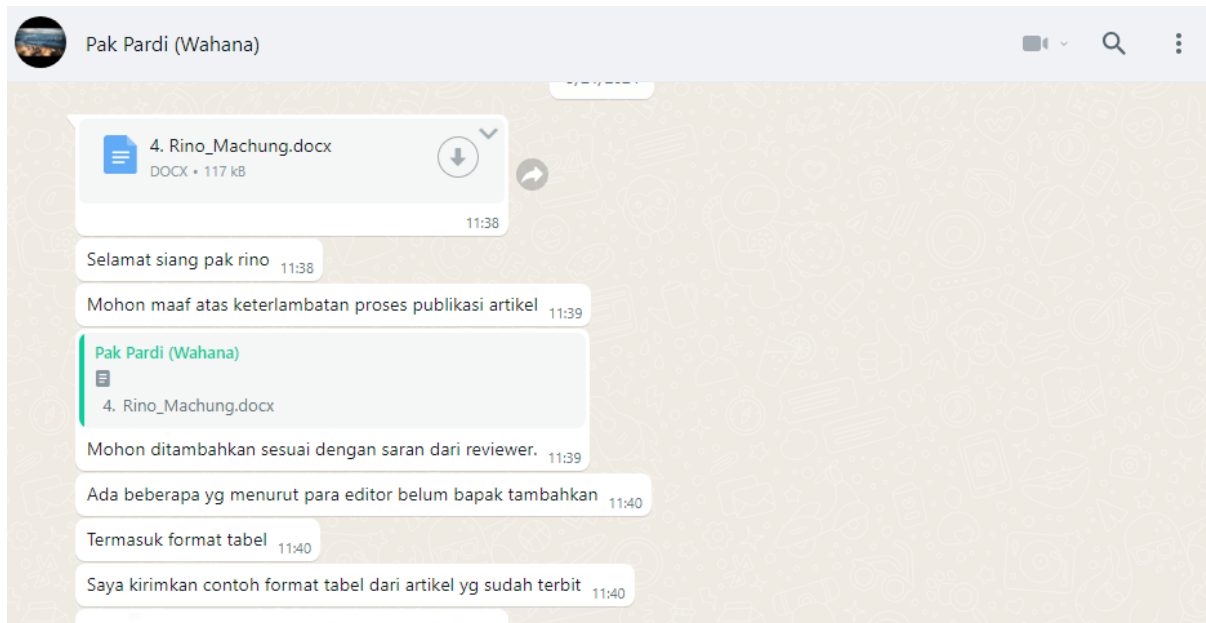 Pak Pardi (Wahana)
4. Rino_Machung.docx
DOCX • 117 kB
11:38
Selamat siang pak rino 11:38
Mohon maaf atas keterlambatan proses publikasi artikel 11:39
Pak Pardi (Wahana)
4. Rino_Machung.docx
Mohon ditambahkan sesuai dengan saran dari reviewer. 11:39
Ada beberapa yg menurut para editor belum bapak tambahkan 11:40
Termasuk format tabel 11:40
Saya kirimkan contoh format tabel dari artikel yg sudah terbit 11:40